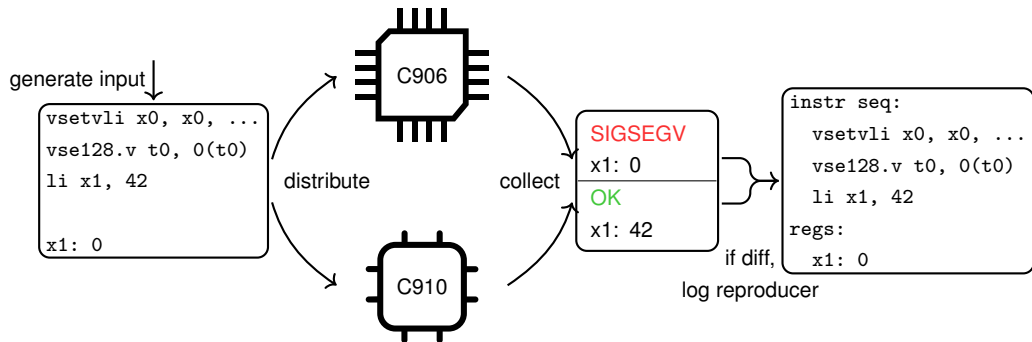 generate input
vsetvli x0, x0, ...
vse128.v t0, 0(t0)
li x1, 42
x1: 0
distribute
C906
C910
collect
SIGSEGV
x1: 0
OK
x1: 42
if diff,
log reproducer
instr seq:
vsetvli x0, x0, ...
vse128.v t0, 0(t0)
li x1, 42
regs:
x1: 0